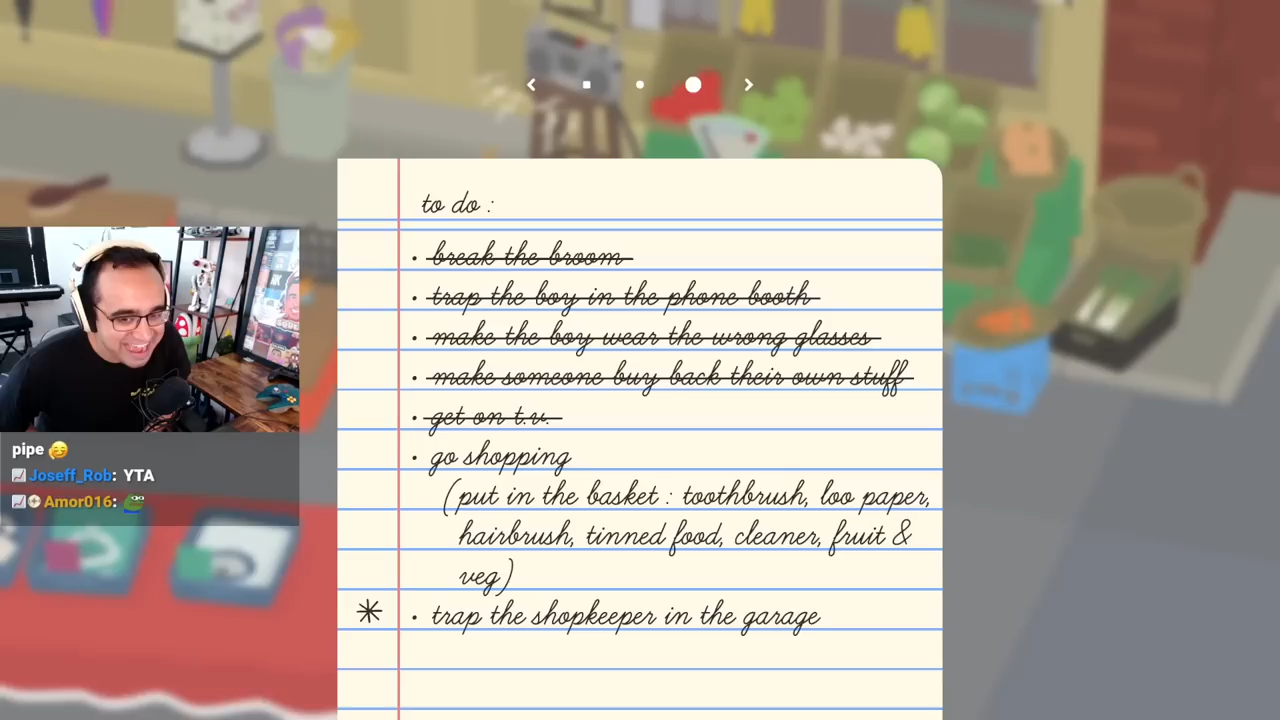 to do :
• break the broom
• trap the boy in the phone booth
• make the boy wear the wrong glasses
• make someone buy back their own stuff
• get on t.v.
• go shopping
(put in the basket : toothbrush, loo paper,
hairbrush, tinned food, cleaner, fruit &
veg)
* • trap the shopkeeper in the garage
pipe 🥰
Joseff_Rob: YTA
Amor016: